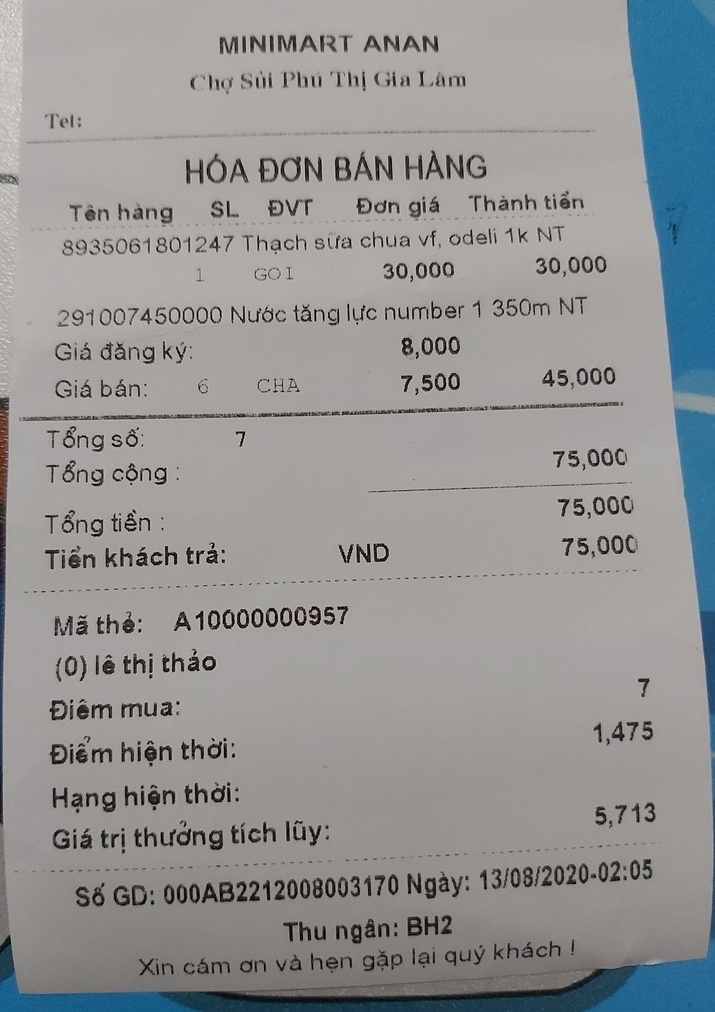 MINIMART ANAN
Chợ Sủi Phú Thị Gia Lâm
Tel:
HÓA ĐƠN BÁN HÀNG
Tên hàng SL ĐVT Đơn giá Thành tiền
8935061801247 Thạch sữa chua vf, odeli 1k NT
1 GOI 30,000 30,000
291007450000 Nước tăng lực number 1 350m NT
Giá đăng ký: 8,000
Giá bán: 6 CHA 7,500 45,000
Tổng số: 7
Tổng cộng : 75,000
Tổng tiền : 75,000
Tiền khách trả: VND 75,000
Mã thẻ: A10000000957
(0) lê thị thảo
Điểm mua: 7
Điểm hiện thời: 1,475
Hạng hiện thời:
Giá trị thưởng tích lũy: 5,713
Số GD: 000AB2212008003170 Ngày: 13/08/2020-02:05
Thu ngân: BH2
Xin cám ơn và hẹn gặp lại quý khách !